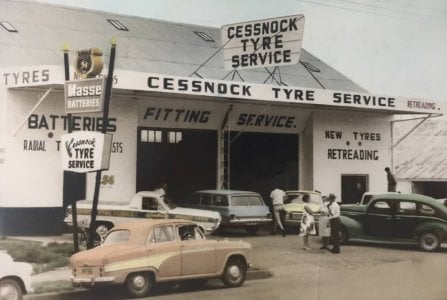 CESSNOCK
TYRE
SERVICE
TYRES
CESSNOCK TYRE SERVICE
RETREADING
Masse
BATTERIES
FITTING SERVICE.
BATTERIES
RADIAL
Cessnock
TYRE
SERVICE
NEW TYRES
RETREADING